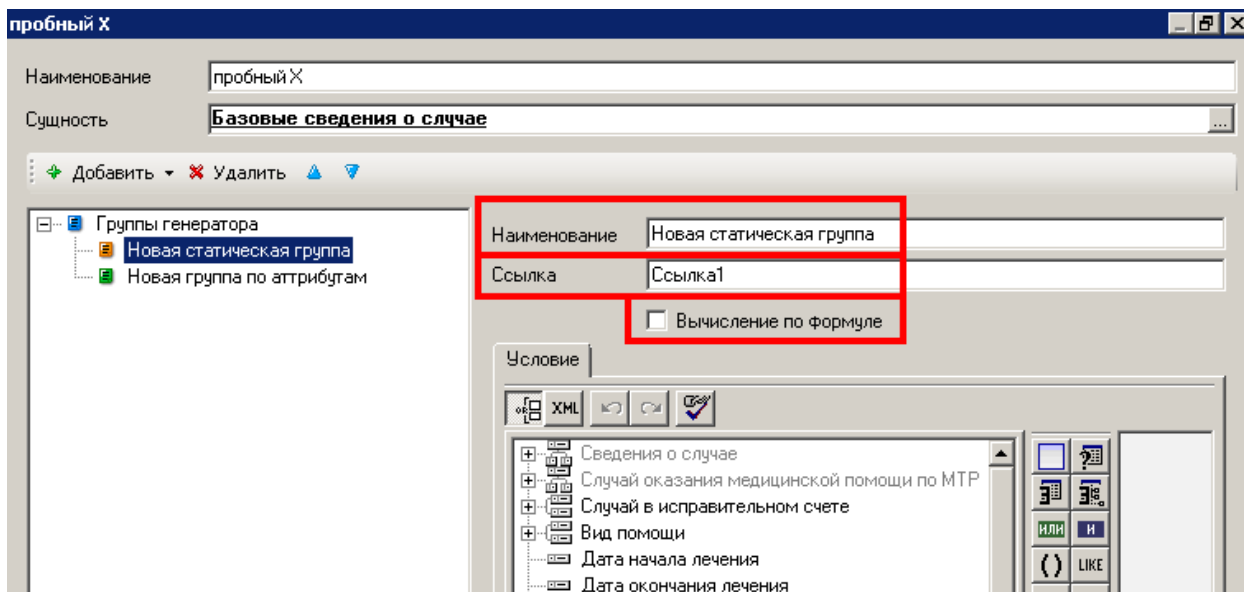 пробный X
Наименование пробный X
Сущность Базовые сведения о случае ...
Добавить Удалить
Группы генератора
Новая статическая группа
Новая группа по аттрибутам
Наименование Новая статическая группа
Ссылка Ссылка1
Вычисление по формуле
Условие
OR XML
Сведения о случае
Случай оказания медицинской помощи по МТР
Случай в исправительном счете
Вид помощи
Дата начала лечения
Дата окончания лечения
ИЛИ И
( ) LIKE